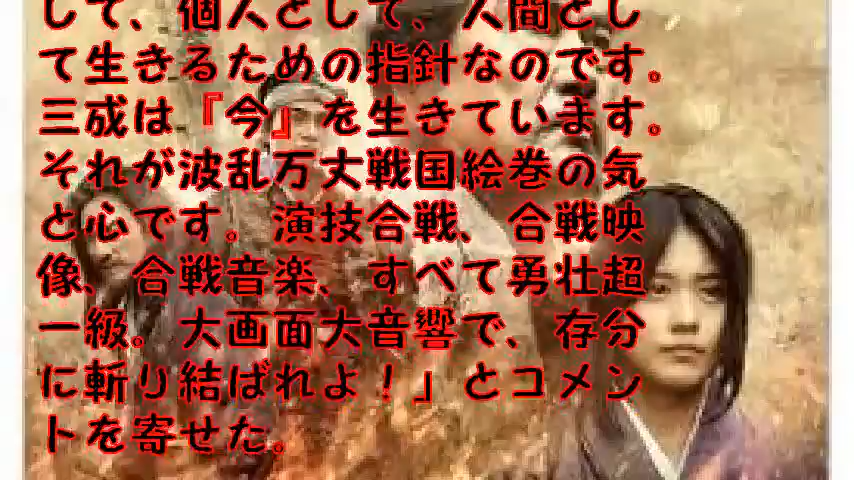 して、個人として、人間とし
て生きるための指針なのです。
三成は『今』を生きています。
それが波乱万丈戦国絵巻の気
と心です。演技合戦、合戦映
像、合戦音楽、すべて勇壮超
一級。大画面大音響で、存分
に斬り結ばれよ！」とコメン
トを寄せた。